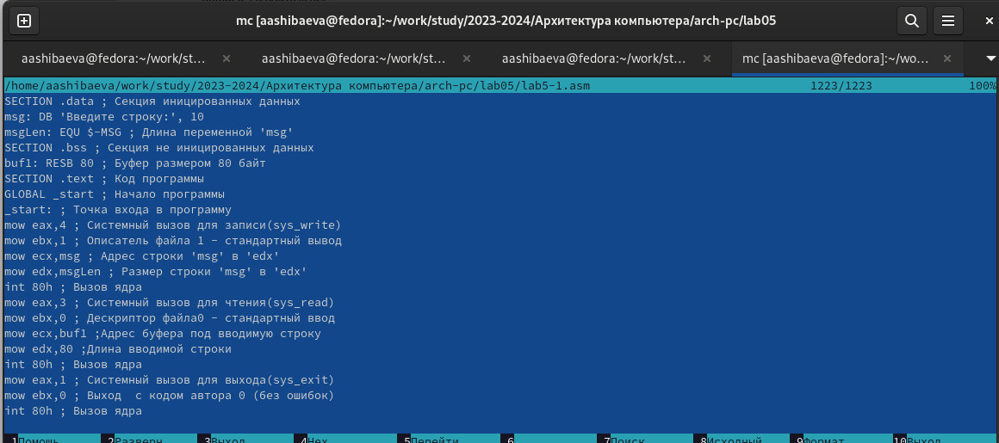 mc [aashibaeva@fedora]:~/work/study/2023-2024/Архитектура компьютера/arch-pc/lab05
aashibaeva@fedora:~/work/st... aashibaeva@fedora:~/work/st... aashibaeva@fedora:~/work/st... mc [aashibaeva@fedora]:~/wo...
/home/aashibaeva/work/study/2023-2024/Архитектура компьютера/arch-pc/lab05/lab5-1.asm 1223/1223 100%
SECTION .data ; Секция иницированных данных
msg: DB 'Введите строку:', 10
msgLen: EQU $-MSG ; Длина переменной 'msg'
SECTION .bss ; Секция не иницированных данных
buf1: RESB 80 ; Буфер размером 80 байт
SECTION .text ; Код программы
GLOBAL _start ; Начало программы
_start: ; Точка входа в программу
mow eax,4 ; Системный вызов для записи(sys_write)
mow ebx,1 ; Описатель файла 1 - стандартный вывод
mow ecx,msg ; Адрес строки 'msg' в 'edx'
mow edx,msgLen ; Размер строки 'msg' в 'edx'
int 80h ; Вызов ядра
mow eax,3 ; Системный вызов для чтения(sys_read)
mow ebx,0 ; Дескриптор файла0 - стандартный ввод
mow ecx,buf1 ;Адрес буфера под вводимую строку
mow edx,80 ;Длина вводимой строки
int 80h ; Вызов ядра
mow eax,1 ; Системный вызов для выхода(sys_exit)
mow ebx,0 ; Выход  с кодом автора 0 (без ошибок)
int 80h ; Вызов ядра
1Помощь 2Разверн 3Выход 4Hex 5Перейти 6 7Поиск 8Исходный 9Формат 10Выход